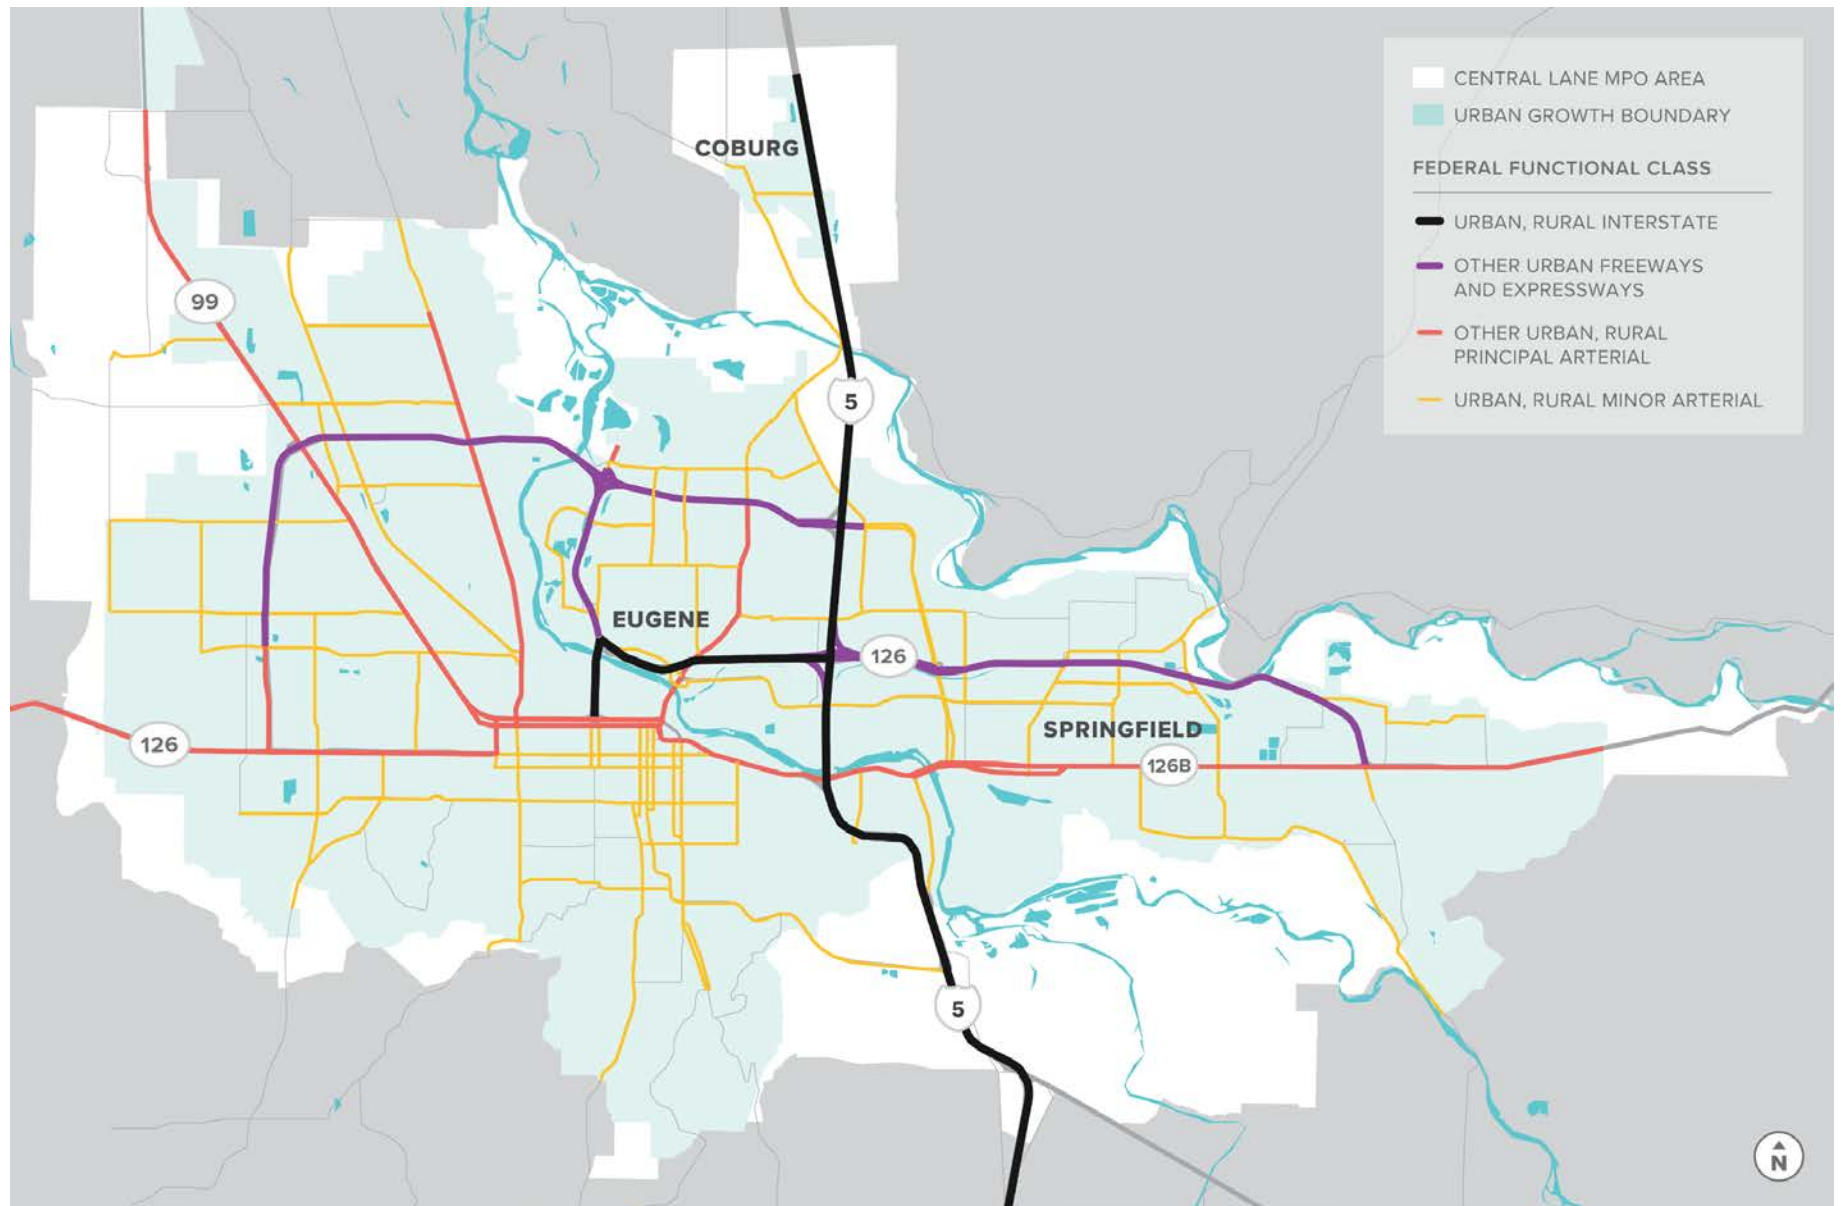 CENTRAL LANE MPO AREA
URBAN GROWTH BOUNDARY
FEDERAL FUNCTIONAL CLASS
URBAN, RURAL INTERSTATE
OTHER URBAN FREEWAYS
AND EXPRESSWAYS
OTHER URBAN, RURAL
PRINCIPAL ARTERIAL
URBAN, RURAL MINOR ARTERIAL
COBURG
99
5
EUGENE
126
SPRINGFIELD
126
126B
5
N